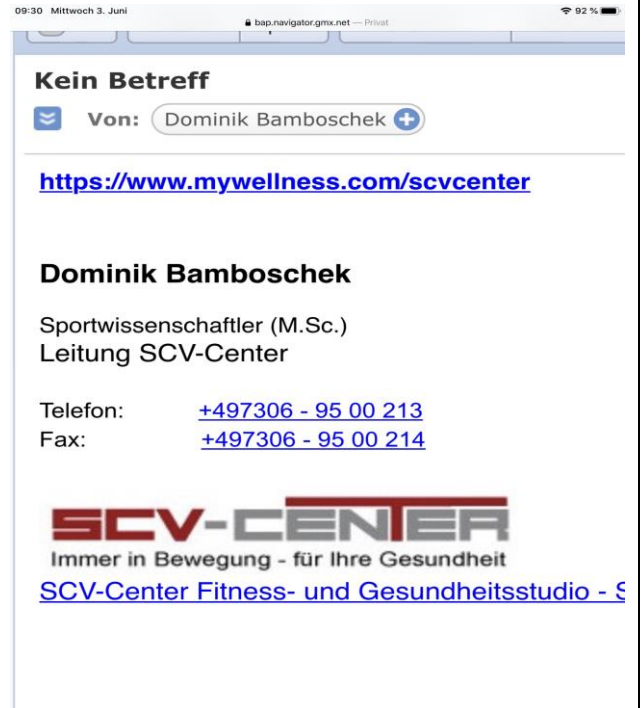 09:30 Mittwoch 3. Juni
92 %
bap.navigator.gmx.net — Privat
Kein Betreff
Von: Dominik Bamboschek
https://www.mywellness.com/scvcenter
Dominik Bamboschek
Sportwissenschaftler (M.Sc.)
Leitung SCV-Center
Telefon: +497306 - 95 00 213
Fax: +497306 - 95 00 214
SCV-CENTER
Immer in Bewegung - für Ihre Gesundheit
SCV-Center Fitness- und Gesundheitsstudio - S